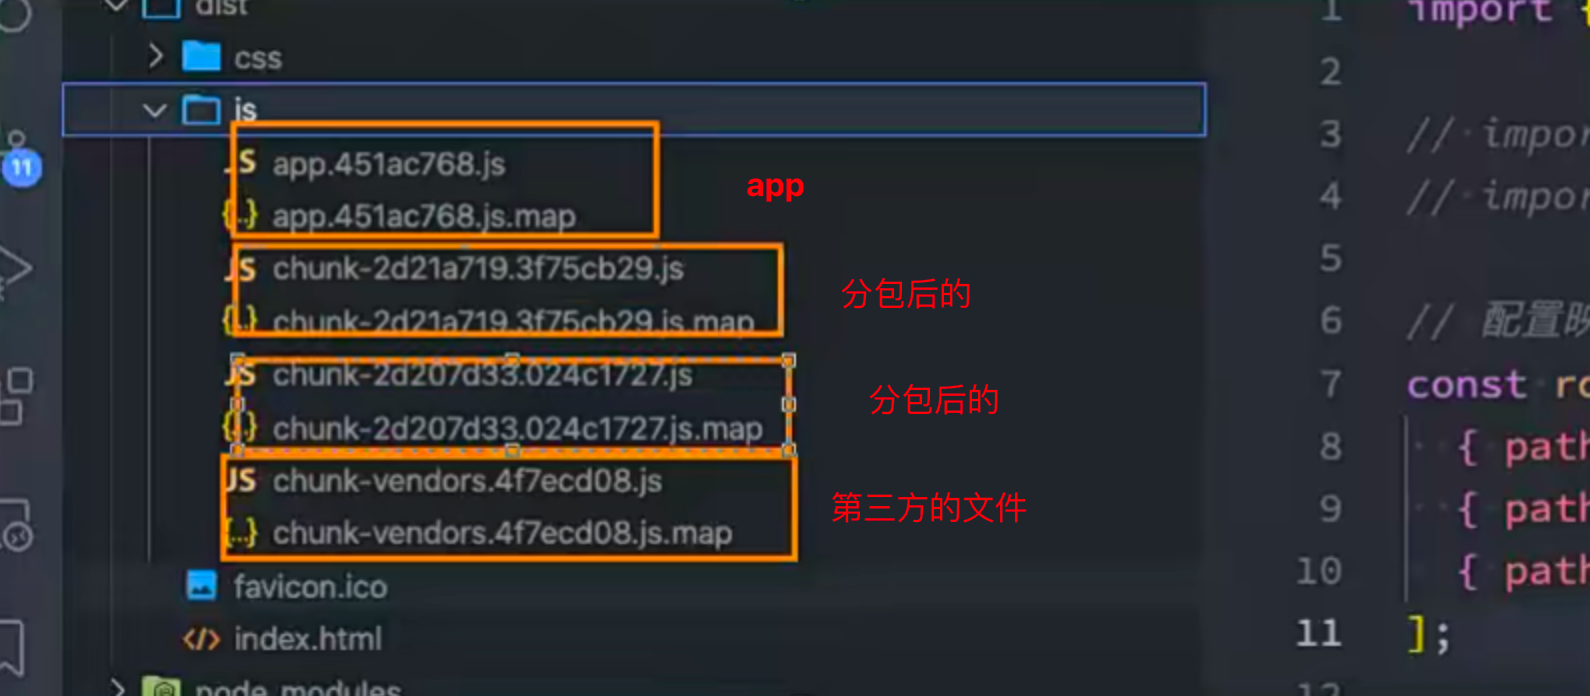 dist
css
js
app.451ac768.js
app.451ac768.js.map
app
chunk-2d21a719.3f75cb29.js
chunk-2d21a719.3f75cb29.js.map
分包后的
chunk-2d207d33.024c1727.js
chunk-2d207d33.024c1727.js.map
分包后的
chunk-vendors.4f7ecd08.js
chunk-vendors.4f7ecd08.js.map
第三方的文件
favicon.ico
index.html
node_modules
11
1 import {
2
3 // impor
4 // impor
5
6 // 配置映
7 const ro
8 { path
9 { path
10 { path
11 ];
12